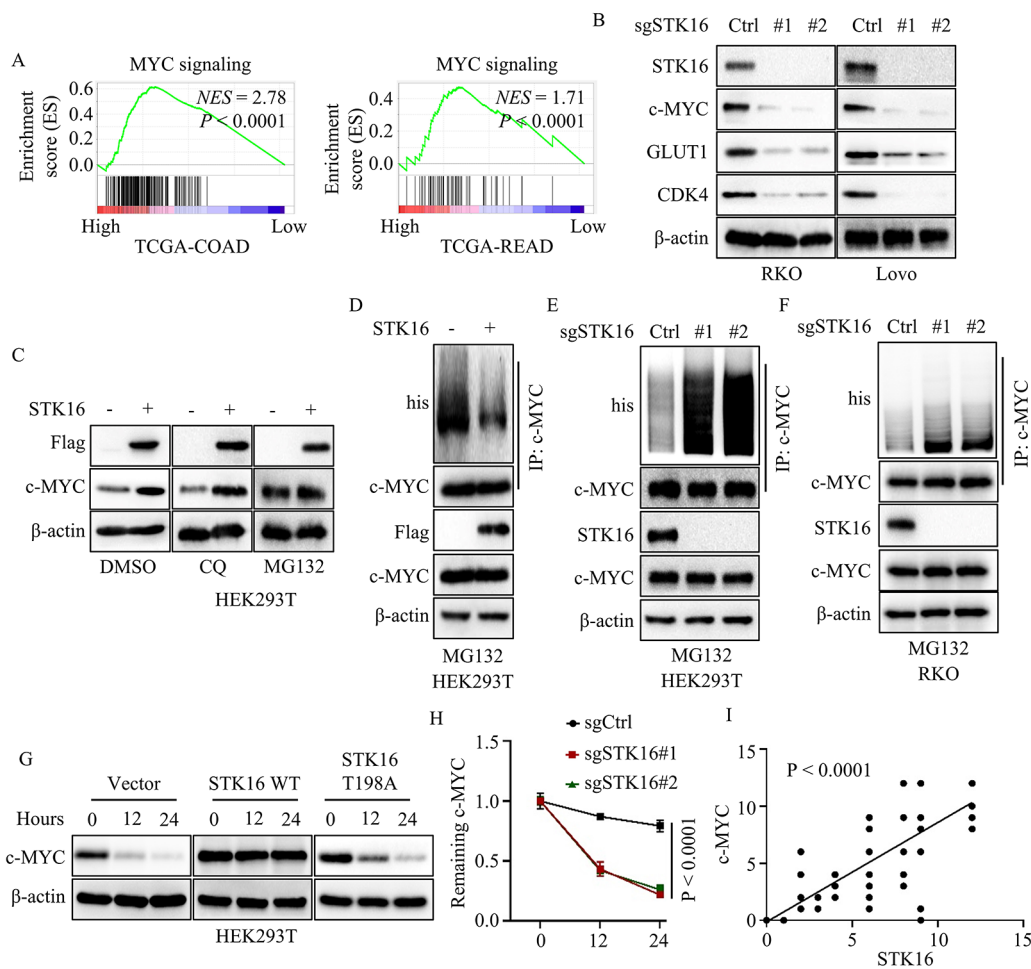 A
MYC signaling
NES = 2.78
P < 0.0001
Enrichment
score (ES)
0.6
0.4
0.2
0.0
High
Low
TCGA-COAD
MYC signaling
NES = 1.71
P < 0.0001
Enrichment
score (ES)
0.4
0.2
0.0
High
Low
TCGA-READ
B
sgSTK16 Ctrl #1 #2 Ctrl #1 #2
STK16
c-MYC
GLUT1
CDK4
β-actin
RKO
Lovo
C
STK16 - + - + - +
Flag
c-MYC
β-actin
DMSO CQ MG132
HEK293T
D
STK16 - +
his
IP: c-MYC
c-MYC
Flag
c-MYC
β-actin
MG132
HEK293T
E
sgSTK16 Ctrl #1 #2
his
IP: c-MYC
c-MYC
STK16
c-MYC
β-actin
MG132
HEK293T
F
sgSTK16 Ctrl #1 #2
his
IP: c-MYC
c-MYC
STK16
c-MYC
β-actin
MG132
RKO
G
Vector
STK16 WT
STK16
T198A
Hours 0 12 24 0 12 24 0 12 24
c-MYC
β-actin
HEK293T
H
sgCtrl
sgSTK16#1
sgSTK16#2
Remaining c-MYC
1.5
1.0
0.5
0.0
0 12 24
P < 0.0001
I
P < 0.0001
c-MYC
15
10
5
0
0 5 10 15
STK16